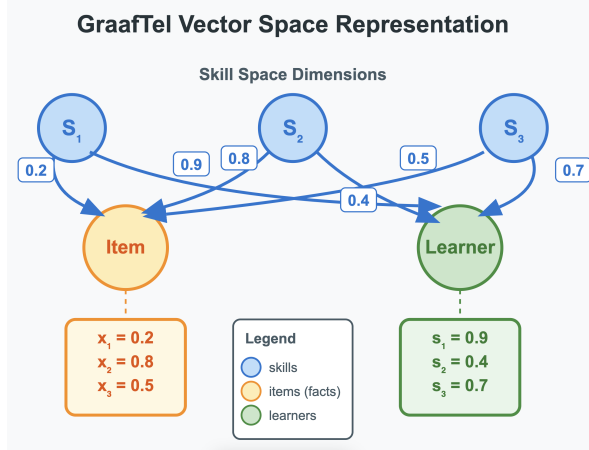 GraafTel Vector Space Representation
Skill Space Dimensions
S₁
S₂
S₃
0.2
0.9
0.8
0.5
0.7
0.4
Item
Learner
x₁ = 0.2
x₂ = 0.8
x₃ = 0.5
Legend
skills
items (facts)
learners
s₁ = 0.9
s₂ = 0.4
s₃ = 0.7